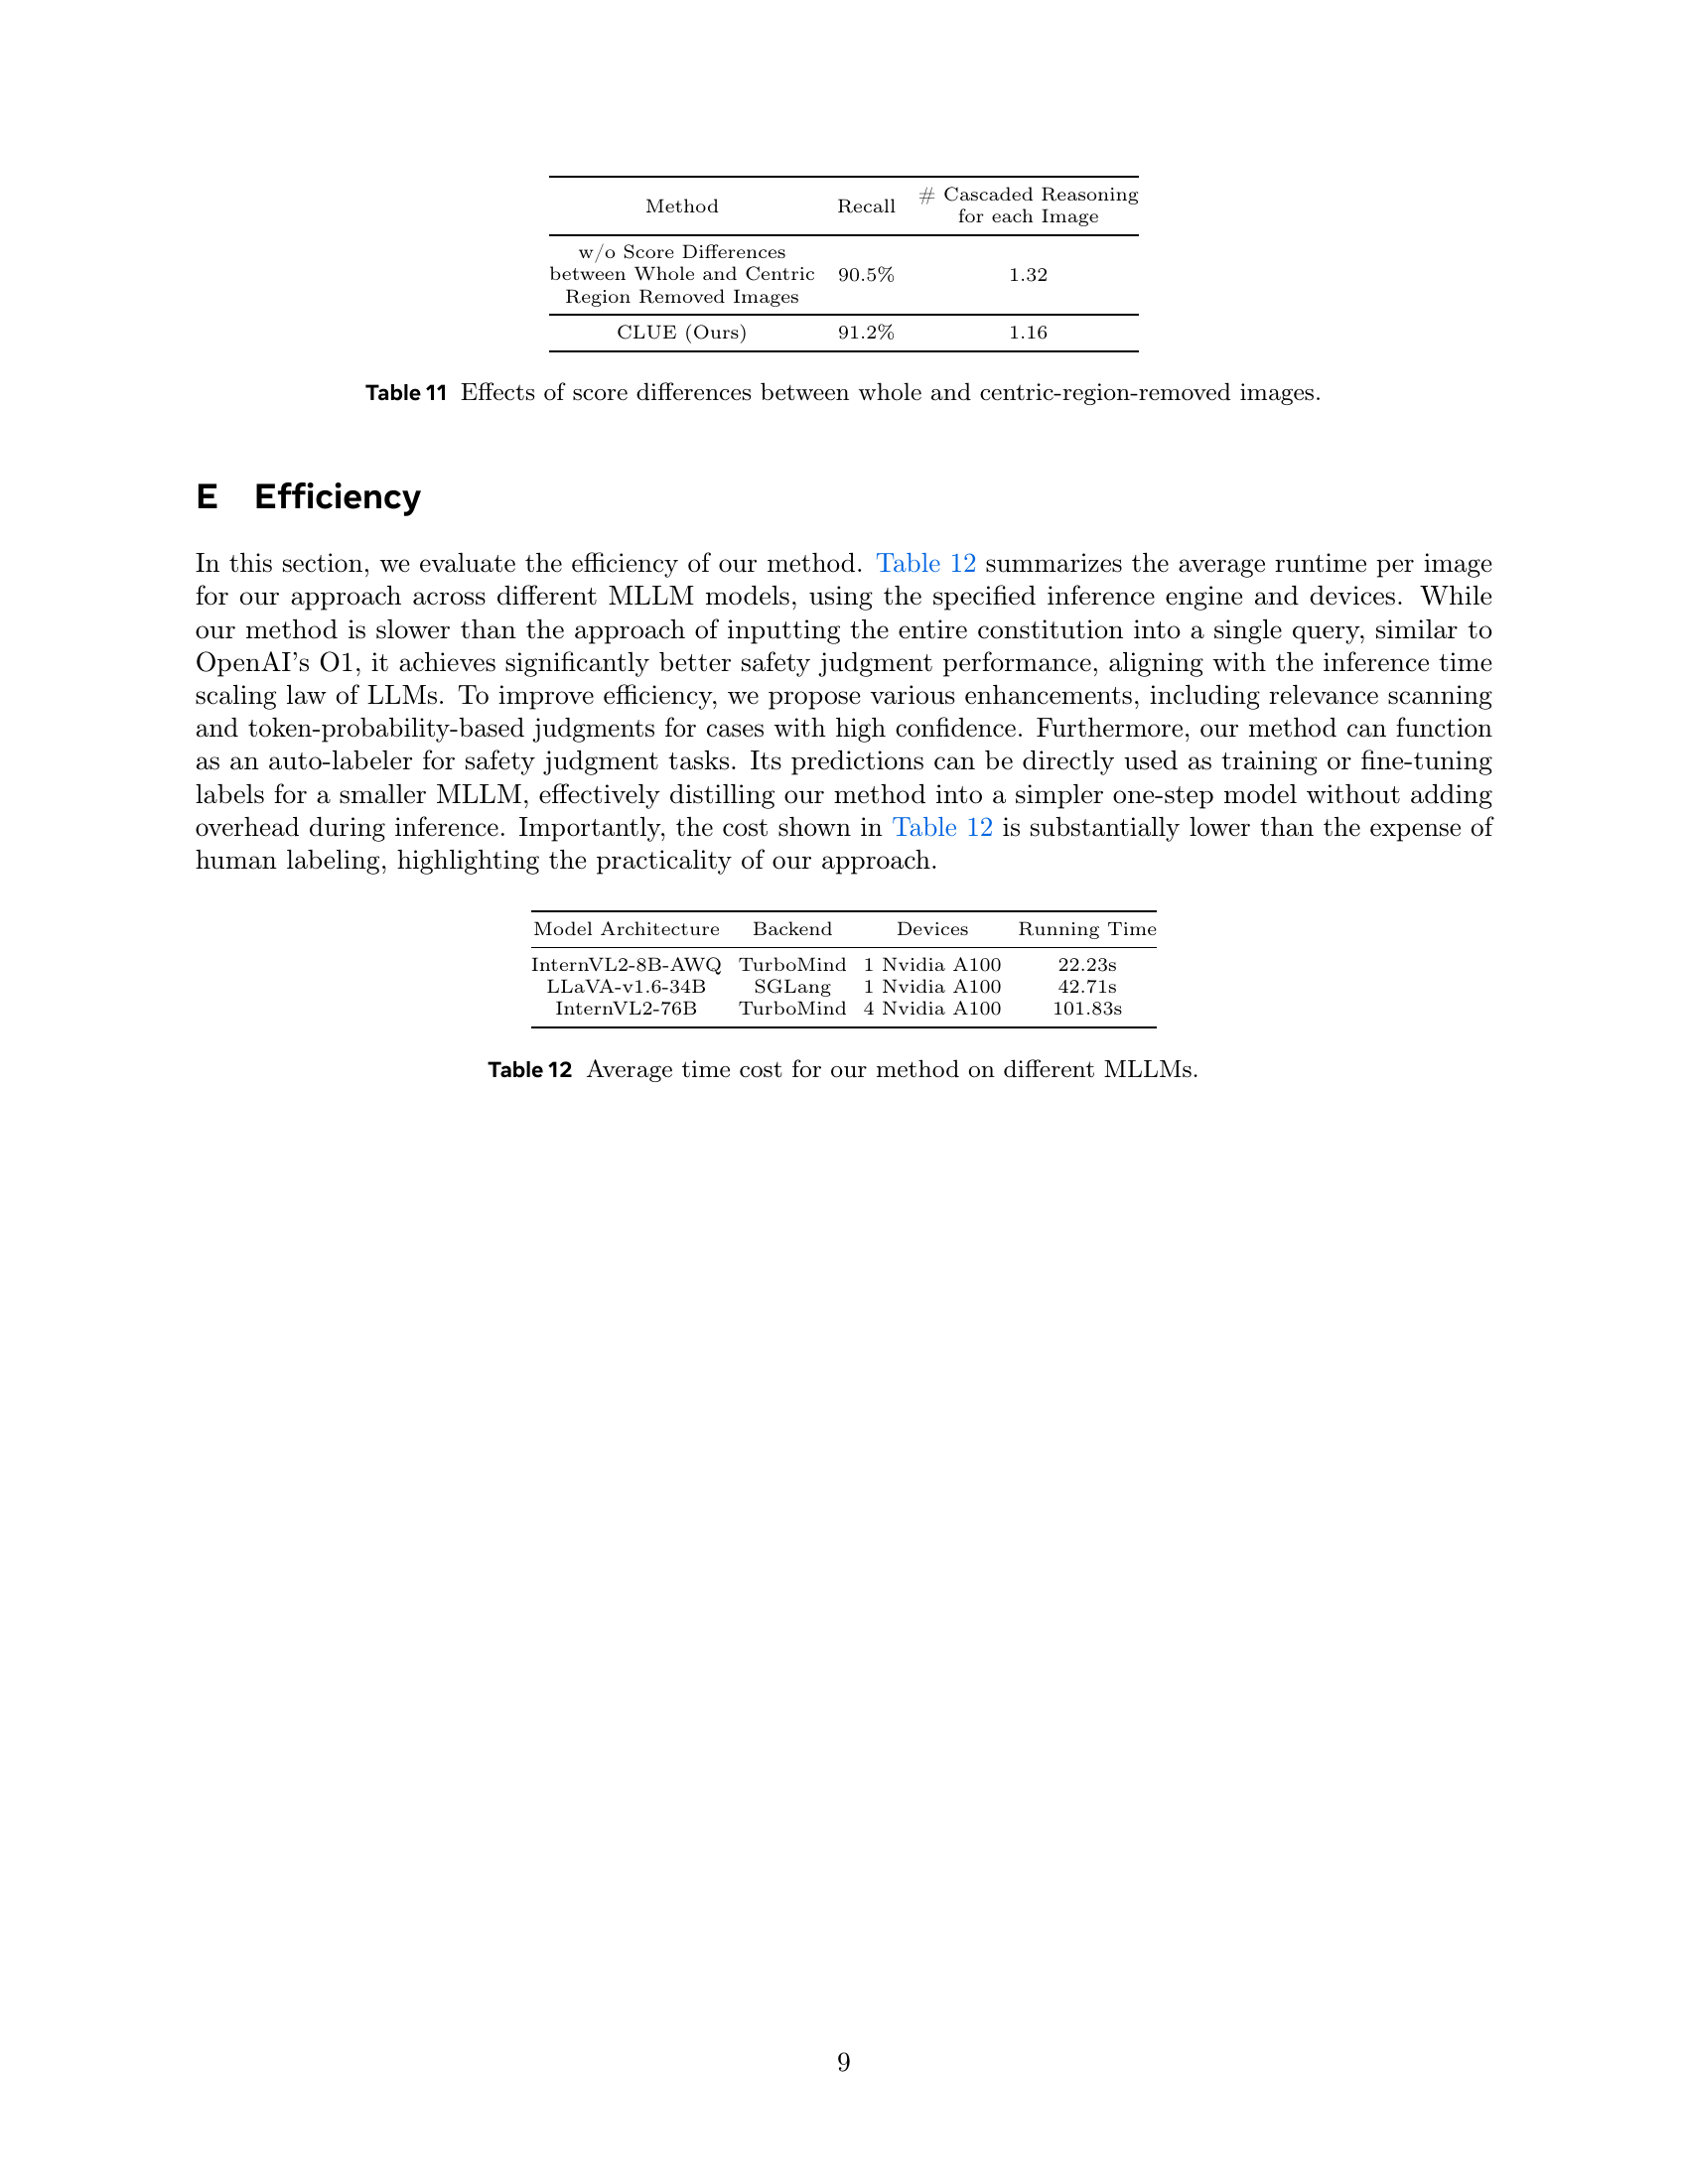 Method Recall # Cascaded Reasoning for each Image
w/o Score Differences
between Whole and Centric 90.5% 1.32
Region Removed Images
CLUE (Ours) 91.2% 1.16
Table 11 Effects of score differences between whole and centric-region-removed images.
E Efficiency
In this section, we evaluate the efficiency of our method. Table 12 summarizes the average runtime per image
for our approach across different MLLM models, using the specified inference engine and devices. While
our method is slower than the approach of inputting the entire constitution into a single query, similar to
OpenAI's O1, it achieves significantly better safety judgment performance, aligning with the inference time
scaling law of LLMs. To improve efficiency, we propose various enhancements, including relevance scanning
and token-probability-based judgments for cases with high confidence. Furthermore, our method can function
as an auto-labeler for safety judgment tasks. Its predictions can be directly used as training or fine-tuning
labels for a smaller MLLM, effectively distilling our method into a simpler one-step model without adding
overhead during inference. Importantly, the cost shown in Table 12 is substantially lower than the expense of
human labeling, highlighting the practicality of our approach.
Model Architecture Backend Devices Running Time
InternVL2-8B-AWQ TurboMind 1 Nvidia A100 22.23s
LLaVA-v1.6-34B SGLang 1 Nvidia A100 42.71s
InternVL2-76B TurboMind 4 Nvidia A100 101.83s
Table 12 Average time cost for our method on different MLLMs.
9